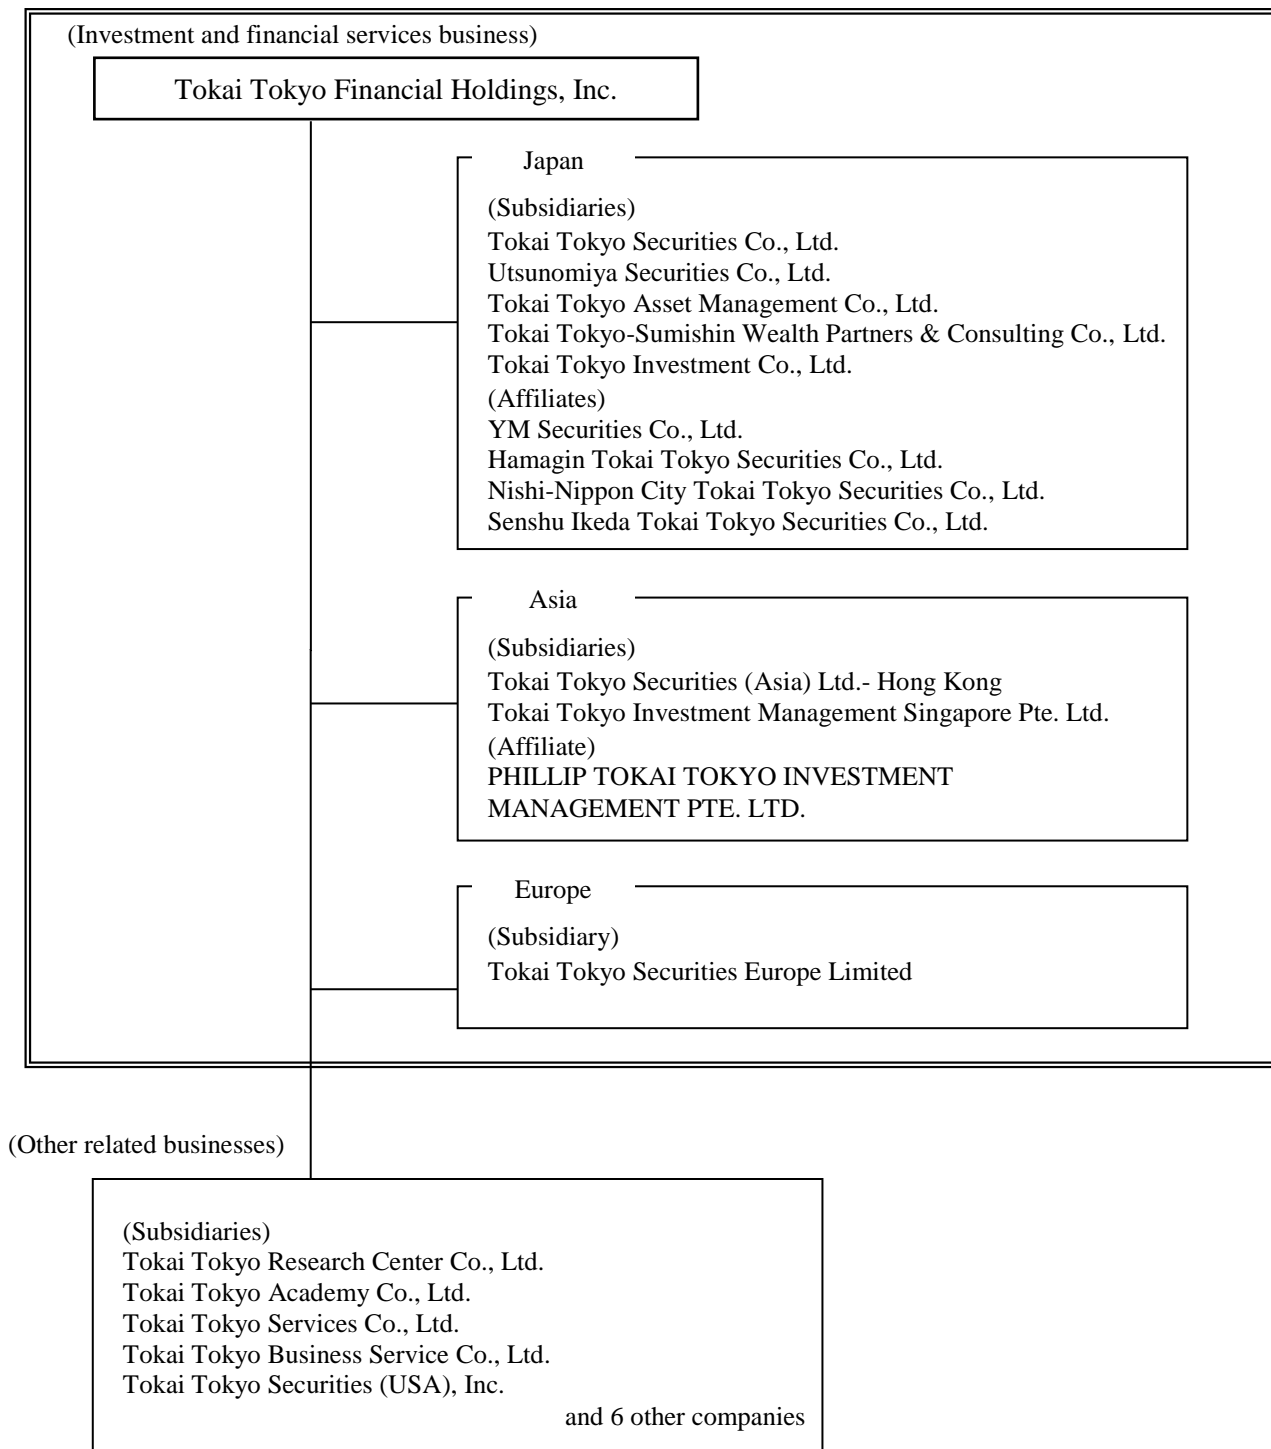 (Investment and financial services business)
Tokai Tokyo Financial Holdings, Inc.
Japan
(Subsidiaries)
Tokai Tokyo Securities Co., Ltd.
Utsunomiya Securities Co., Ltd.
Tokai Tokyo Asset Management Co., Ltd.
Tokai Tokyo-Sumishin Wealth Partners & Consulting Co., Ltd.
Tokai Tokyo Investment Co., Ltd.
(Affiliates)
YM Securities Co., Ltd.
Hamagin Tokai Tokyo Securities Co., Ltd.
Nishi-Nippon City Tokai Tokyo Securities Co., Ltd.
Senshu Ikeda Tokai Tokyo Securities Co., Ltd.
Asia
(Subsidiaries)
Tokai Tokyo Securities (Asia) Ltd.- Hong Kong
Tokai Tokyo Investment Management Singapore Pte. Ltd.
(Affiliate)
PHILLIP TOKAI TOKYO INVESTMENT
MANAGEMENT PTE. LTD.
Europe
(Subsidiary)
Tokai Tokyo Securities Europe Limited
(Other related businesses)
(Subsidiaries)
Tokai Tokyo Research Center Co., Ltd.
Tokai Tokyo Academy Co., Ltd.
Tokai Tokyo Services Co., Ltd.
Tokai Tokyo Business Service Co., Ltd.
Tokai Tokyo Securities (USA), Inc.
and 6 other companies